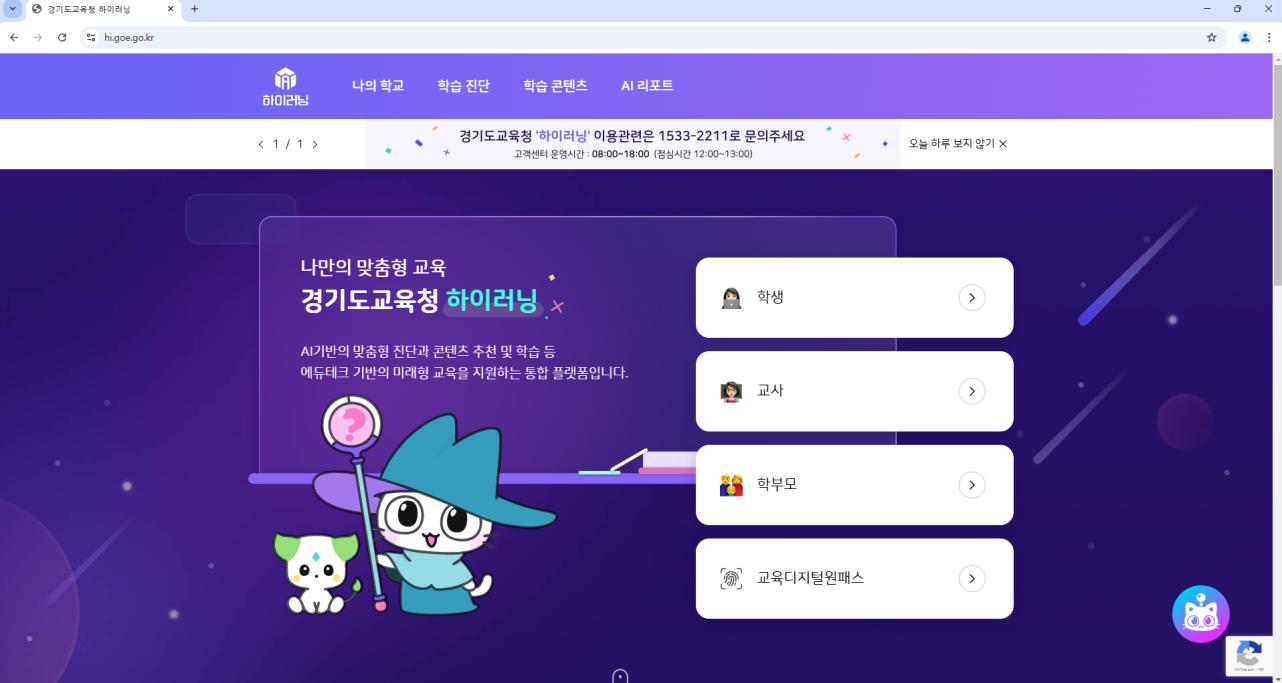 경기도교육청 하이러닝
hi.goe.go.kr
하이러닝
나의 학교
학습 진단
학습 콘텐츠
AI 리포트
1 / 1
경기도교육청 '하이러닝' 이용관련은 1533-2211로 문의주세요
고객센터 운영시간 : 08:00~18:00 (점심시간 12:00~13:00)
오늘 하루 보지 않기
나만의 맞춤형 교육
경기도교육청 하이러닝
AI기반의 맞춤형 진단과 콘텐츠 추천 및 학습 등
에듀테크 기반의 미래형 교육을 지원하는 통합 플랫폼입니다.
?
학생
교사
학부모
교육디지털원패스